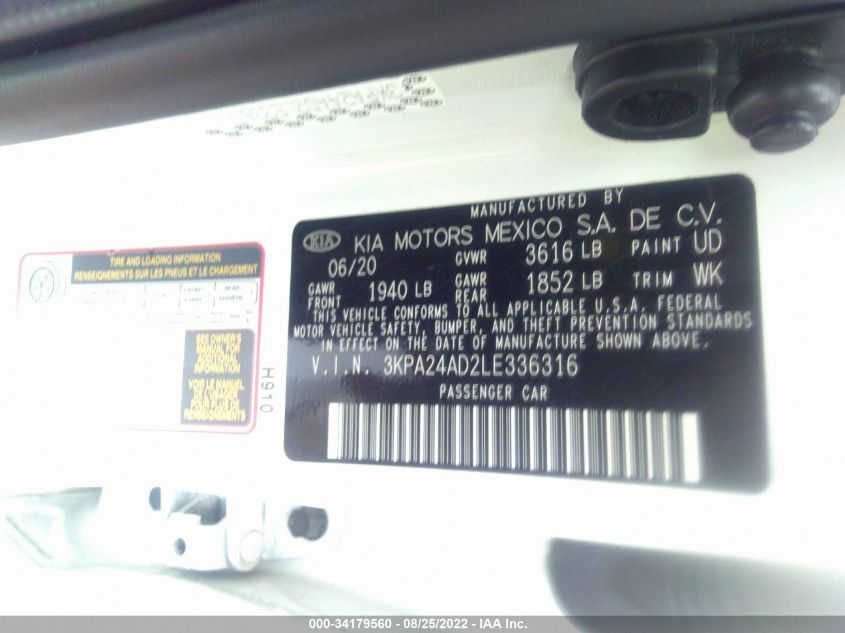 MANUFACTURED BY
KIA KIA MOTORS MEXICO S.A. DE C.V.
06/20 GVWR 3616 LB PAINT UD
GAWR FRONT 1940 LB GAWR REAR 1852 LB TRIM WK
THIS VEHICLE CONFORMS TO ALL APPLICABLE U.S.A. FEDERAL
MOTOR VEHICLE SAFETY, BUMPER, AND THEFT PREVENTION STANDARDS
IN EFFECT ON THE DATE OF MANUFACTURE SHOWN ABOVE.
V.I.N. 3KPA24AD2LE336316
PASSENGER CAR
TIRE AND LOADING INFORMATION
RENSEIGNEMENTS SUR LES PNEUS ET LE CHARGEMENT
SEE OWNER'S
MANUAL FOR
ADDITIONAL
INFORMATION
VOIR LE MANUEL
DE L'USAGER
POUR PLUS DE
RENSEIGNEMENTS
H910
000-34179560 - 08/25/2022 - IAA Inc.